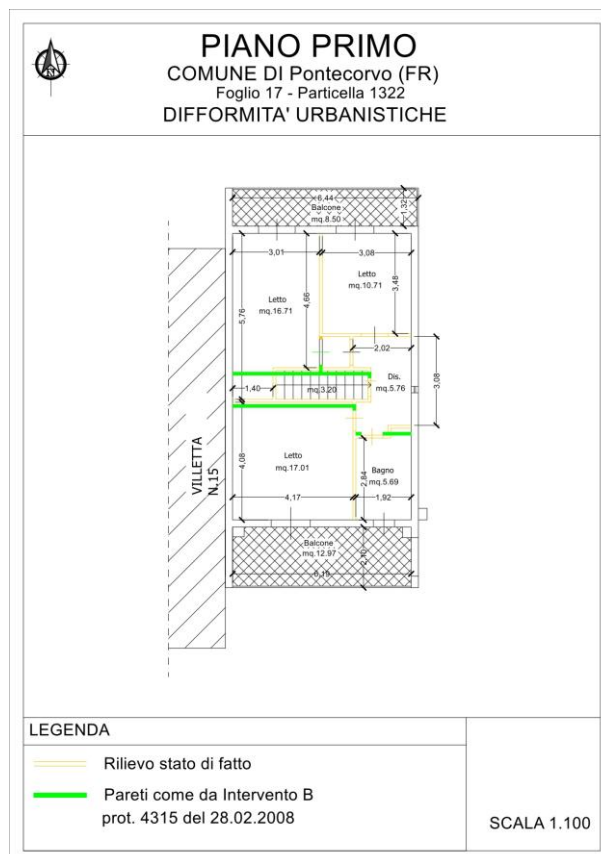 PIANO PRIMO
COMUNE DI Pontecorvo (FR)
Foglio 17 - Particella 1322
DIFFORMITA' URBANISTICHE
6,44
Balcone
mq.8.50
1,32
3,01
3,08
Letto
mq.10.71
3,48
Letto
mq.16.71
4,66
5,76
2,02
Dis.
mq.5.76
3,08
1,40
mq.3.20
VILLETTA
N.15
Letto
mq.17.01
4,08
4,17
Bagno
mq.5.69
2,84
1,92
Balcone
mq.12.97
2,10
6,19
LEGENDA
Rilievo stato di fatto
Pareti come da Intervento B
prot. 4315 del 28.02.2008
SCALA 1.100